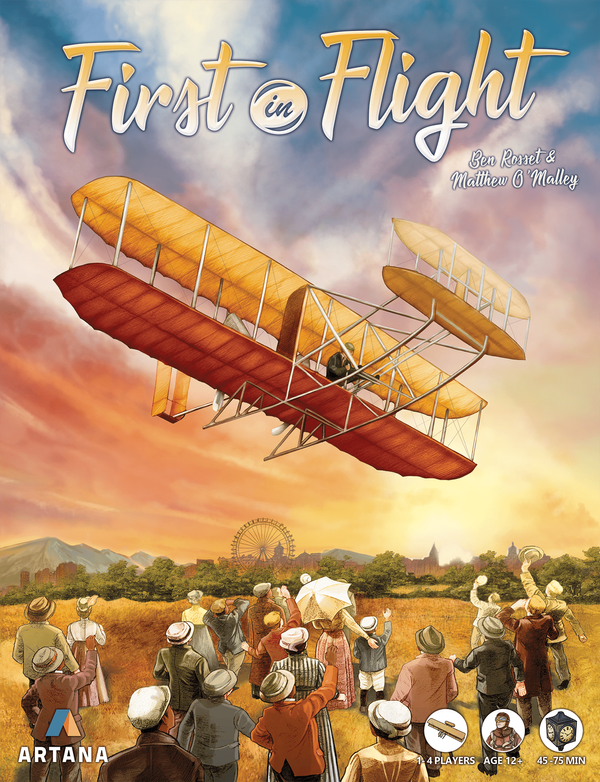 First in Flight
Ben Rosset &
Matthew O'Malley
ARTANA
1-4 PLAYERS
AGE 12+
45-75 MIN